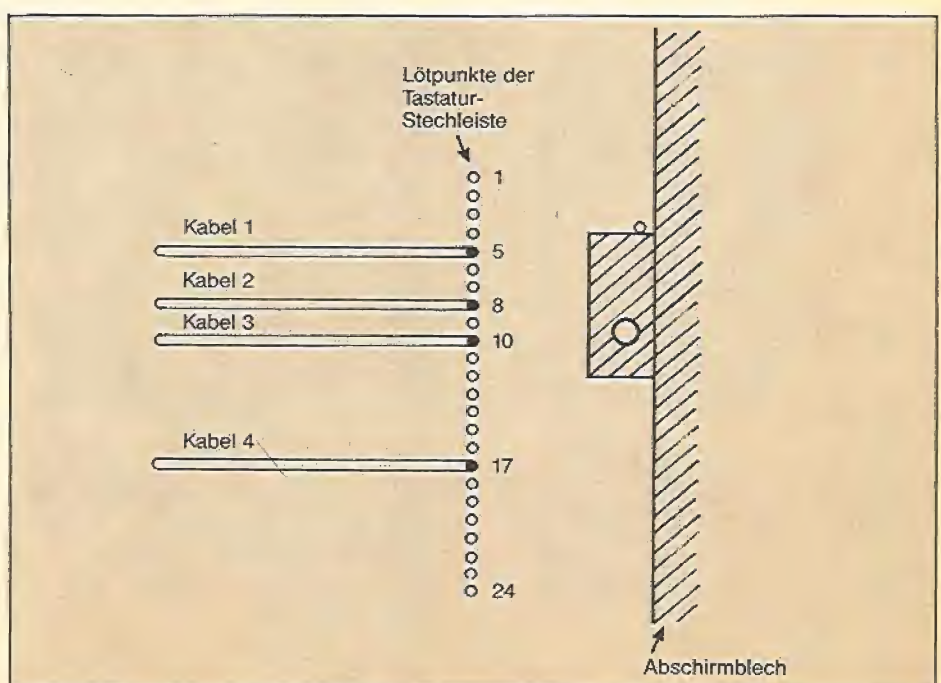 Lötpunkte der
Tastatur-
Stechleiste
1
Kabel 1
5
Kabel 2
8
Kabel 3
10
Kabel 4
17
24
Abschirmblech